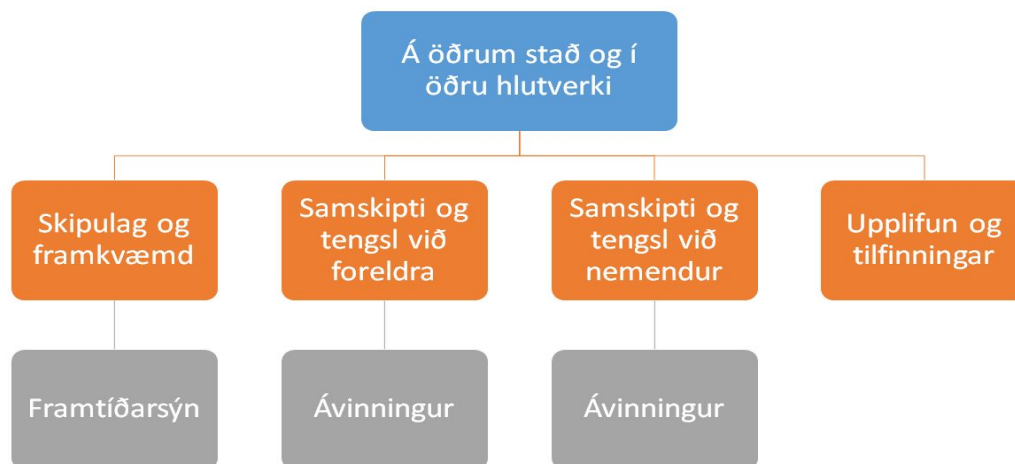 Á öðrum stað og í
öðru hlutverki
Skipulag og
framkvæmd
Samskipti og
tengsl við
foreldra
Samskipti og
tengsl við
nemendur
Upplifun og
tilfinningar
Framtíðarsýn
Ávinningur
Ávinningur